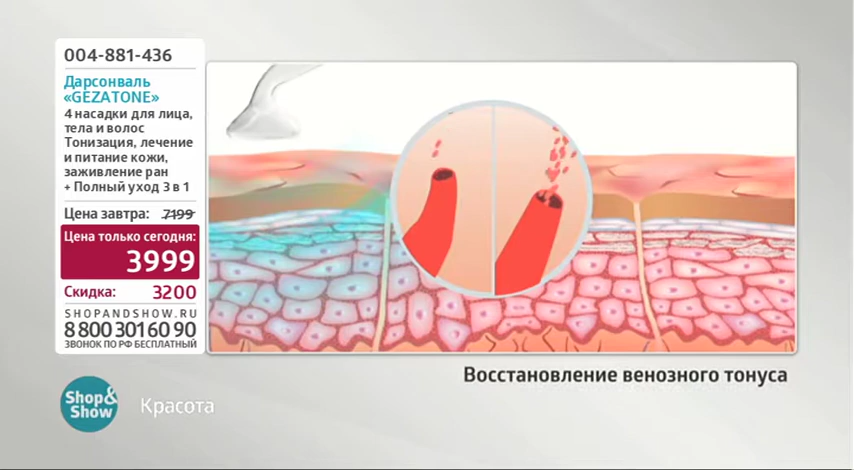 004-881-436
Дарсонваль
«GEZATONE»
4 насадки для лица,
тела и волос
Тонизация, лечение
и питание кожи,
заживление ран
+ Полный уход 3 в 1
Цена завтра: 7199
Цена только сегодня:
3999
Скидка: 3200
SHOPANDSHOW.RU
8 800 301 60 90
ЗВОНОК ПО РФ БЕСПЛАТНЫЙ
Восстановление венозного тонуса
Shop&
Show
Красота